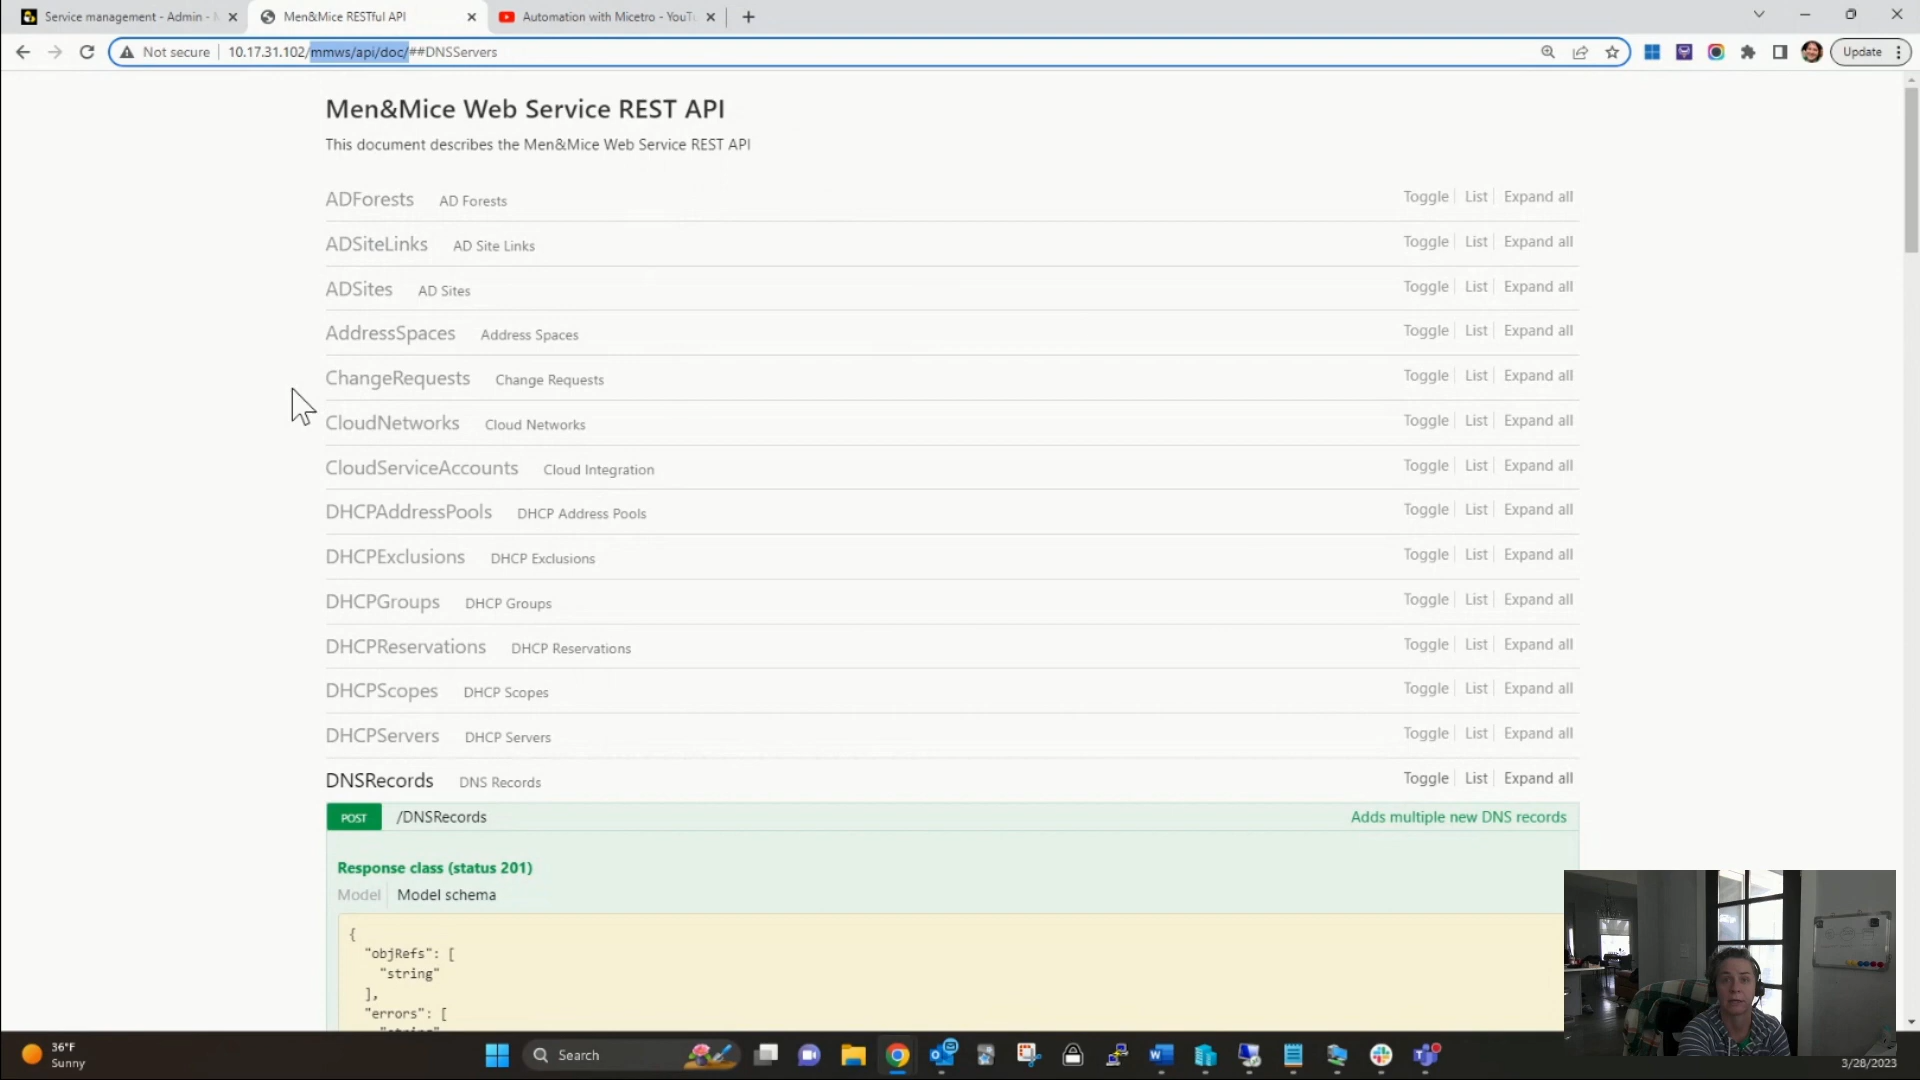 Service management - Admin -
Men&Mice RESTful API
Automation with Micetro - YouTu
Not secure
10.17.31.102/mmws/api/doc/##DNSServers
Update
Men&Mice Web Service REST API
This document describes the Men&Mice Web Service REST API
ADForests AD Forests Toggle List Expand all
ADSiteLinks AD Site Links Toggle List Expand all
ADSites AD Sites Toggle List Expand all
AddressSpaces Address Spaces Toggle List Expand all
ChangeRequests Change Requests Toggle List Expand all
CloudNetworks Cloud Networks Toggle List Expand all
CloudServiceAccounts Cloud Integration Toggle List Expand all
DHCPAddressPools DHCP Address Pools Toggle List Expand all
DHCPExclusions DHCP Exclusions Toggle List Expand all
DHCPGroups DHCP Groups Toggle List Expand all
DHCPReservations DHCP Reservations Toggle List Expand all
DHCPScopes DHCP Scopes Toggle List Expand all
DHCPServers DHCP Servers Toggle List Expand all
DNSRecords DNS Records Toggle List Expand all
POST /DNSRecords Adds multiple new DNS records
Response class (status 201)
Model Model schema
{
"objRefs": [
"string"
],
"errors": [
36°F
Sunny
Search
3/28/2023